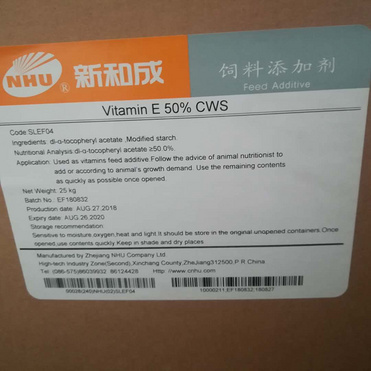 NHU ® 新和成
饲料添加剂
Feed Additive
Vitamin E 50% CWS
Code:SLEF04
Ingredients: dl-α-tocopheryl acetate ,Modified starch.
Nutritional Analysis:dl-α-tocopheryl acetate ≥50.0%.
Application: Used as vitamins feed additive.Follow the advice of animal nutritionist to
add or according to animal's growth demand. Use the remaining contents
as quickly as possible once opened.
Net Weight: 25 kg
Batch No.: EF180832
Production date: AUG.27.2018
Expiry date: AUG.26.2020
Storage recommendation:
Sensitive to moisture,oxygen,heat and light.It should be store in the original unopened containers.Once
opened,use contents quickly.Keep in shade and dry places
Manufactured by Zhejiang NHU Company Ltd.
High-tech Industry Zone(Second),Xinchang County,ZheJiang312500,P.R.China
Tel: (086-575)86039932 86124428 Http://www.cnhu.com